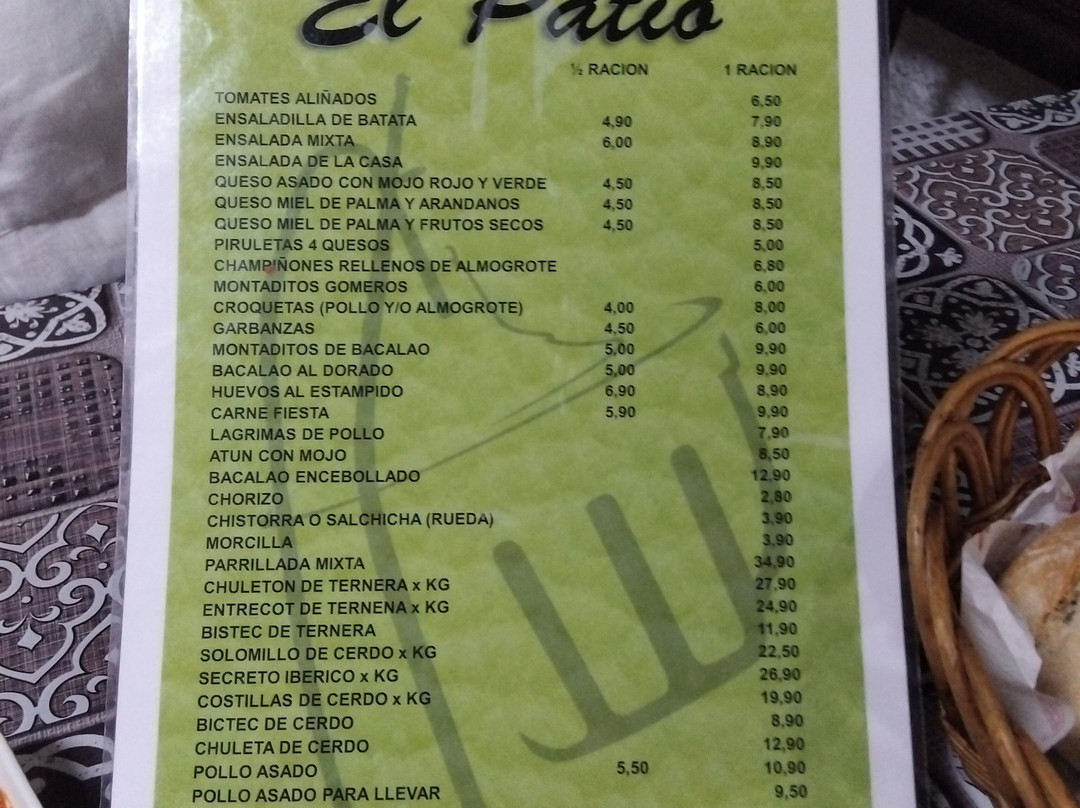 El Patio
½ RACION 1 RACION
TOMATES ALIÑADOS 6,50
ENSALADILLA DE BATATA 4,90 7,90
ENSALADA MIXTA 6,00 8,90
ENSALADA DE LA CASA 9,90
QUESO ASADO CON MOJO ROJO Y VERDE 4,50 8,50
QUESO MIEL DE PALMA Y ARANDANOS 4,50 8,50
QUESO MIEL DE PALMA Y FRUTOS SECOS 4,50 8,50
PIRULETAS 4 QUESOS 5,00
CHAMPIÑONES RELLENOS DE ALMOGROTE 6,80
MONTADITOS GOMEROS 6,00
CROQUETAS (POLLO Y/O ALMOGROTE) 4,00 8,00
GARBANZAS 4,50 6,00
MONTADITOS DE BACALAO 5,00 9,90
BACALAO AL DORADO 5,00 9,90
HUEVOS AL ESTAMPIDO 6,90 8,90
CARNE FIESTA 5,90 9,90
LAGRIMAS DE POLLO 7,90
ATUN CON MOJO 8,50
BACALAO ENCEBOLLADO 12,90
CHORIZO 2,80
CHISTORRA O SALCHICHA (RUEDA) 3,90
MORCILLA 3,90
PARRILLADA MIXTA 34,90
CHULETON DE TERNERA x KG 27,90
ENTRECOT DE TERNENA x KG 24,90
BISTEC DE TERNERA 11,90
SOLOMILLO DE CERDO x KG 22,50
SECRETO IBERICO x KG 26,90
COSTILLAS DE CERDO x KG 19,90
BICTEC DE CERDO 8,90
CHULETA DE CERDO 12,90
POLLO ASADO 5,50 10,90
POLLO ASADO PARA LLEVAR 9,50